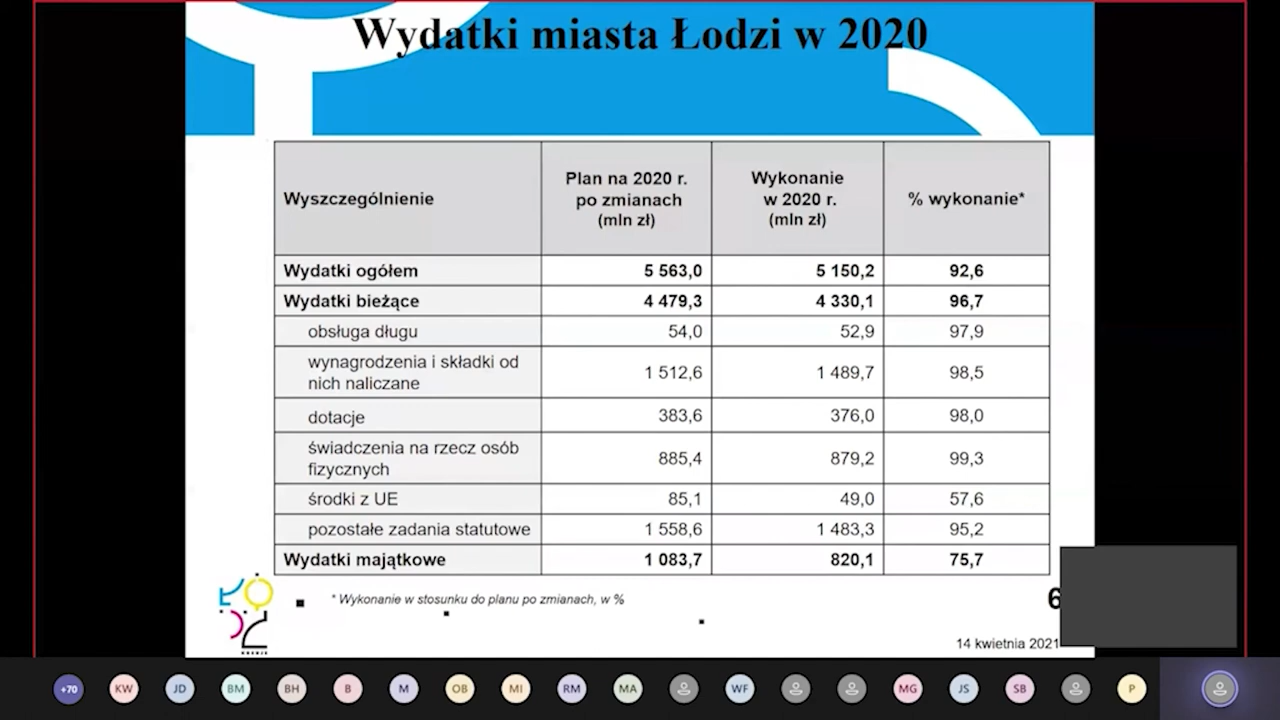 Wydatki miasta Łodzi w 2020
Wyszczególnienie
Plan na 2020 r.
po zmianach
(mln zł)
Wykonanie
w 2020 r.
(mln zł)
% wykonanie*
Wydatki ogółem 5 563,0 5 150,2 92,6
Wydatki bieżące 4 479,3 4 330,1 96,7
obsługa długu 54,0 52,9 97,9
wynagrodzenia i składki od
nich naliczane 1 512,6 1 489,7 98,5
dotacje 383,6 376,0 98,0
świadczenia na rzecz osób
fizycznych 885,4 879,2 99,3
środki z UE 85,1 49,0 57,6
pozostałe zadania statutowe 1 558,6 1 483,3 95,2
Wydatki majątkowe 1 083,7 820,1 75,7
* Wykonanie w stosunku do planu po zmianach, w %
6
14 kwietnia 2021
+70 KW JD BM BH B M OB MI RM MA WF MG JS SB P